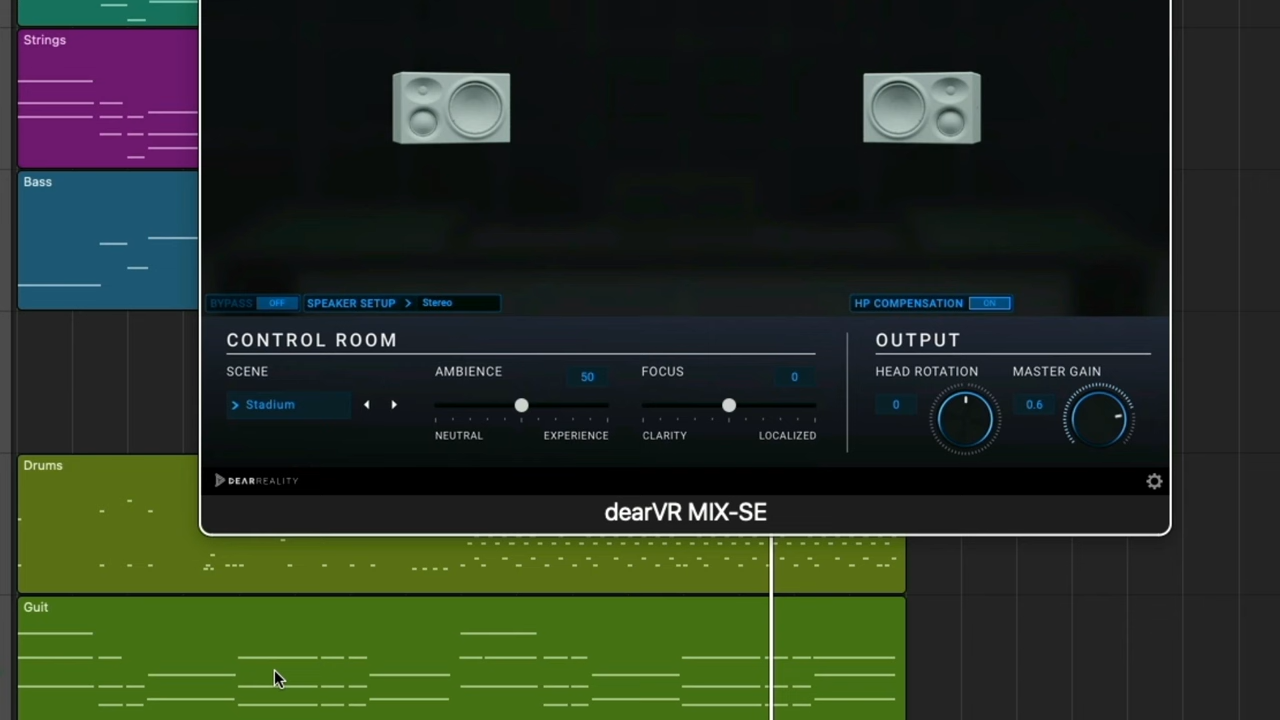 Strings
Bass
BYPASS OFF SPEAKER SETUP > Stereo HP COMPENSATION ON
CONTROL ROOM OUTPUT
SCENE AMBIENCE 50 FOCUS 0 HEAD ROTATION MASTER GAIN
> Stadium 0 0.6
NEUTRAL EXPERIENCE CLARITY LOCALIZED
Drums
DEARREALITY
dearVR MIX-SE
Guit